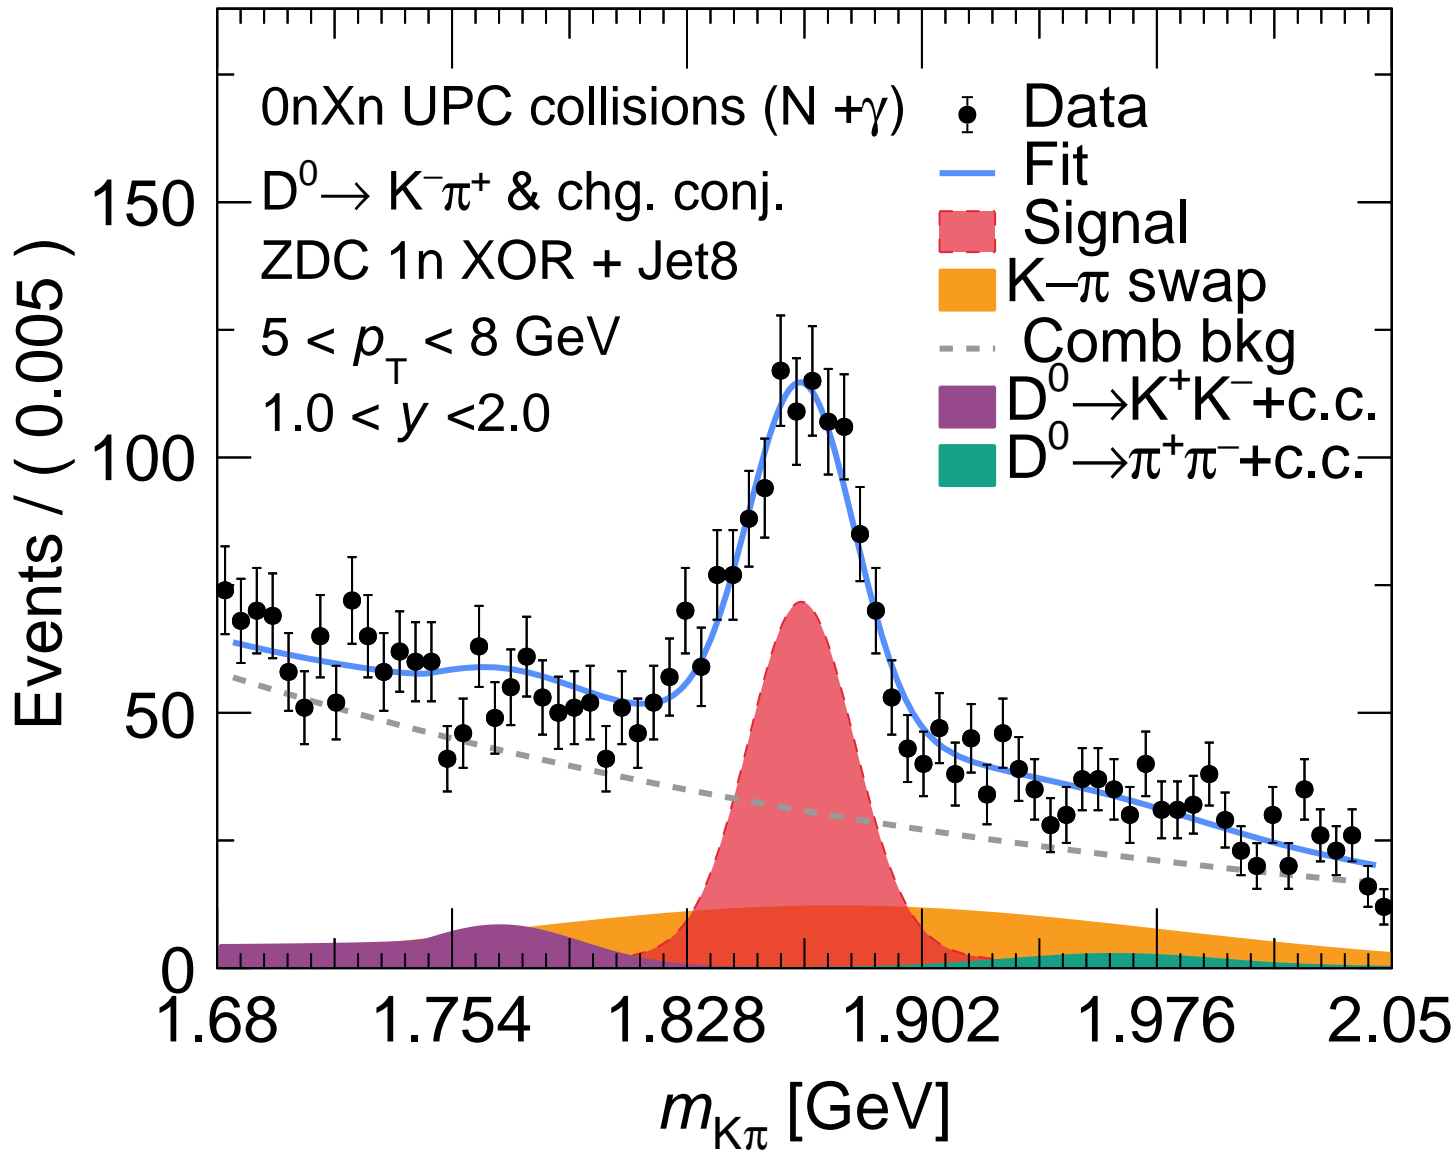 0nXn UPC collisions (N +γ)
D⁰→ K⁻π⁺ & chg. conj.
ZDC 1n XOR + Jet8
5 < p_T < 8 GeV
1.0 < y <2.0
Data
Fit
Signal
K–π swap
Comb bkg
D⁰→K⁺K⁻+c.c.
D⁰→π⁺π⁻+c.c.
Events / ( 0.005 )
150
100
50
0
1.68 1.754 1.828 1.902 1.976 2.05
m_Kπ [GeV]